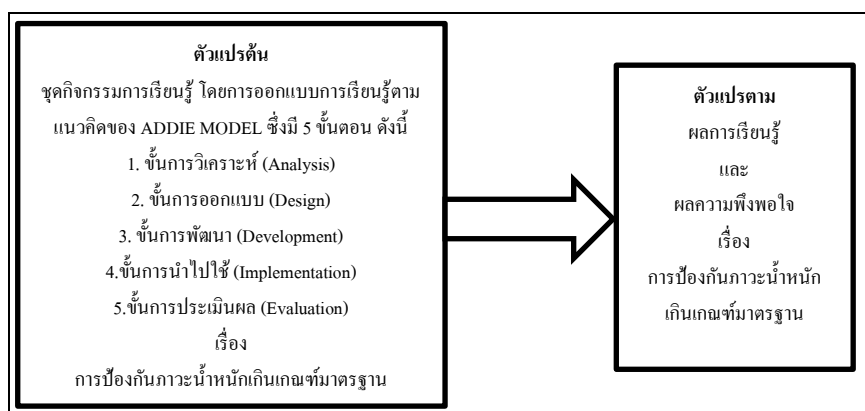 ตัวแปรต้น
ชุดกิจกรรมการเรียนรู้ โดยการออกแบบการเรียนรู้ตาม
แนวคิดของ ADDIE MODEL ซึ่งมี 5 ขั้นตอน ดังนี้
1. ขั้นการวิเคราะห์ (Analysis)
2. ขั้นการออกแบบ (Design)
3. ขั้นการพัฒนา (Development)
4.ขั้นการนำไปใช้ (Implementation)
5.ขั้นการประเมินผล (Evaluation)
เรื่อง
การป้องกันภาวะน้ำหนักเกินเกณฑ์มาตรฐาน
ตัวแปรตาม
ผลการเรียนรู้
และ
ผลความพึงพอใจ
เรื่อง
การป้องกันภาวะน้ำหนัก
เกินเกณฑ์มาตรฐาน